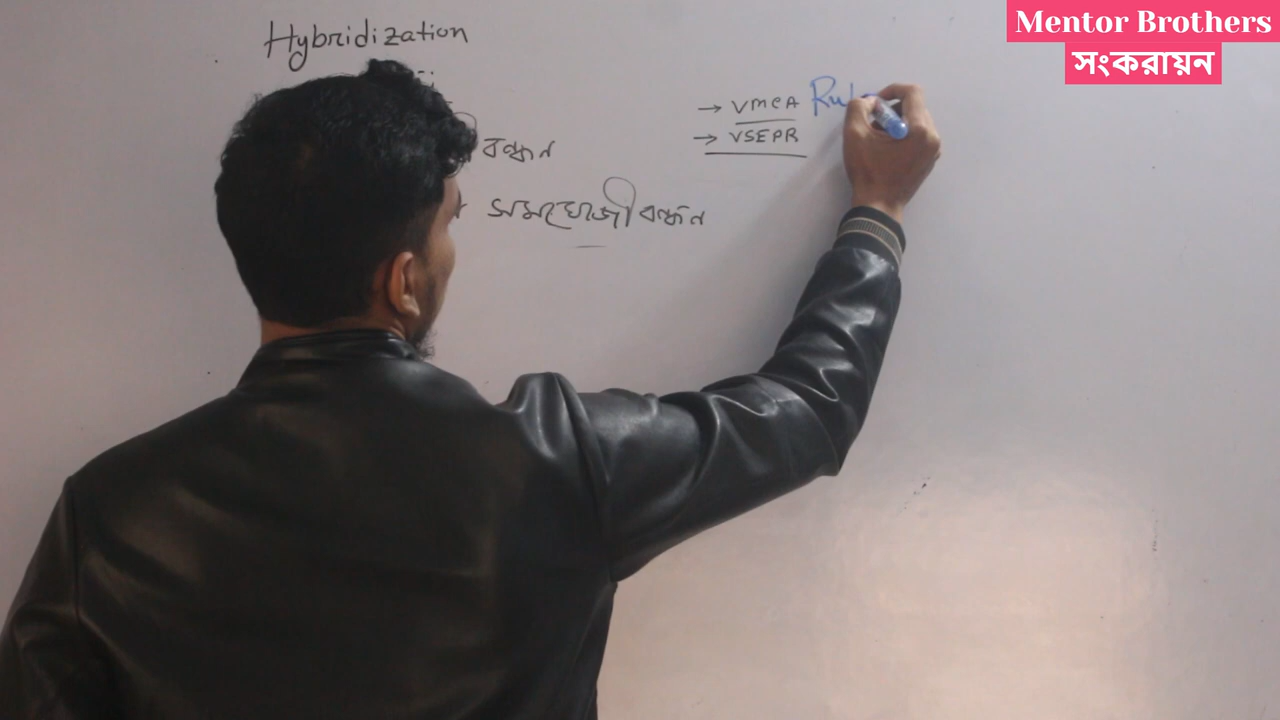 Mentor Brothers
সংকরায়ন
Hybridization
বন্ধন
সমযোজী বন্ধন
→ VMCA
→ VSEPR